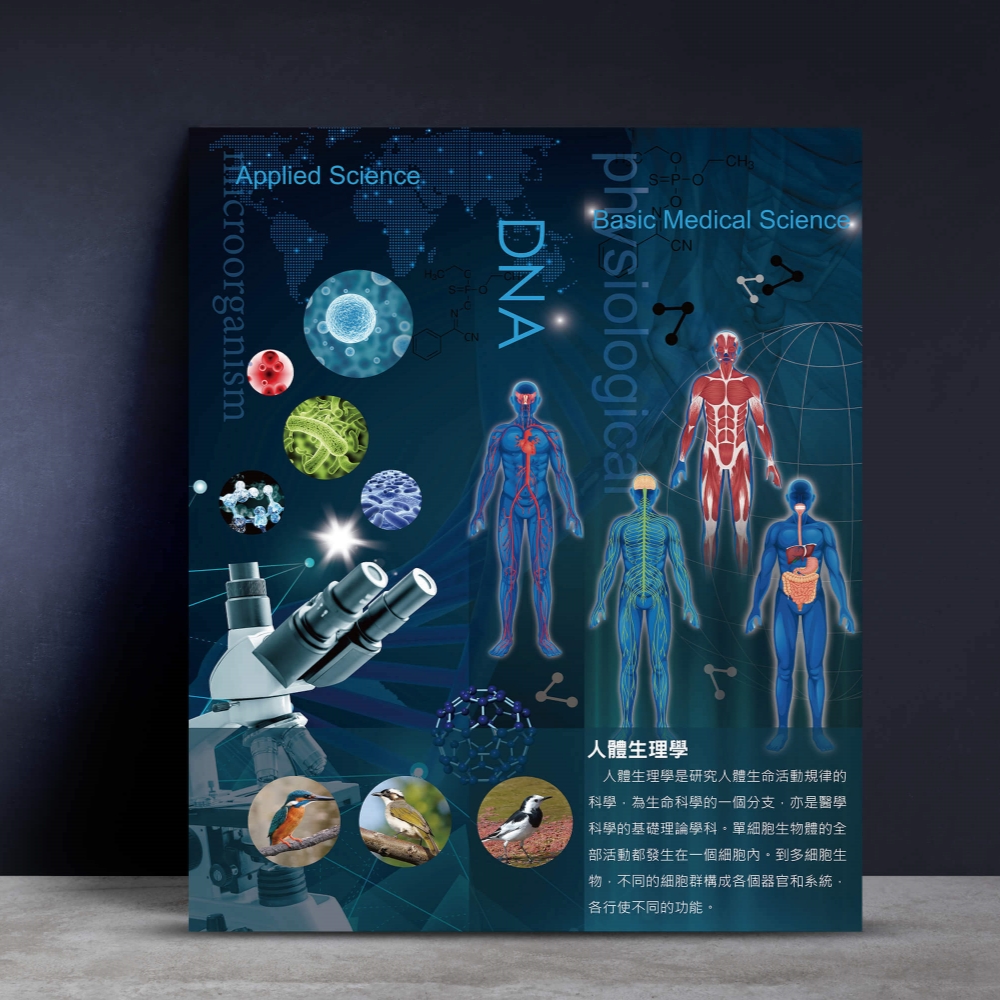 Applied Science
microorganism
DNA
physiological
Basic Medical Science
S=P-O
CH₃
CN
H₃C
S=P
O
N
CN
人體生理學
人體生理學是研究人體生命活動規律的
科學，為生命科學的一個分支，亦是醫學
科學的基礎理論學科。單細胞生物體的全
部活動都發生在一個細胞內。到多細胞生
物，不同的細胞群構成各個器官和系統，
各行使不同的功能。